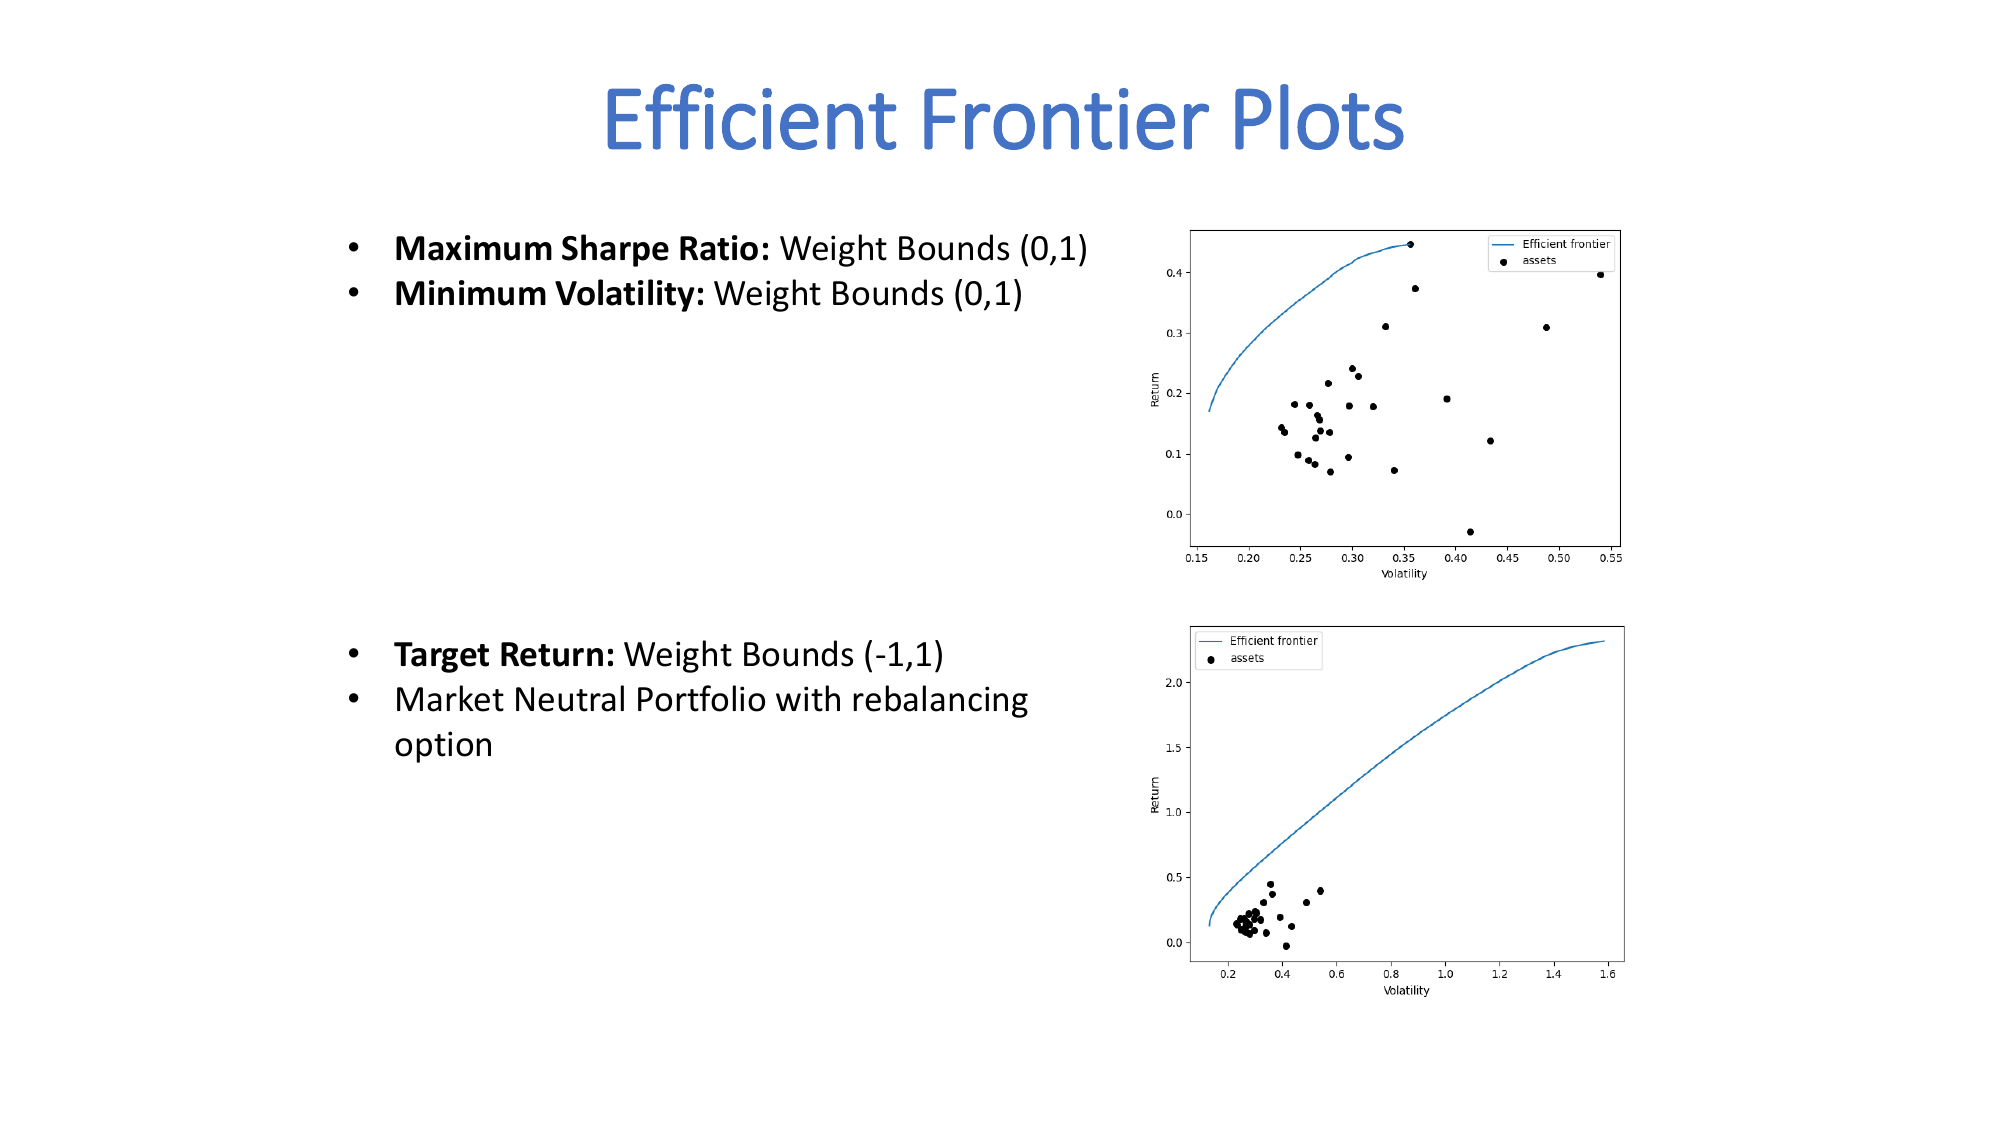 Efficient Frontier Plots
• Maximum Sharpe Ratio: Weight Bounds (0,1)
• Minimum Volatility: Weight Bounds (0,1)
Efficient frontier
assets
0.4
0.3
0.2
0.1
0.0
Return
0.15 0.20 0.25 0.30 0.35 0.40 0.45 0.50 0.55
Volatility
• Target Return: Weight Bounds (-1,1)
• Market Neutral Portfolio with rebalancing
option
Efficient frontier
assets
2.0
1.5
1.0
0.5
0.0
Return
0.2 0.4 0.6 0.8 1.0 1.2 1.4 1.6
Volatility